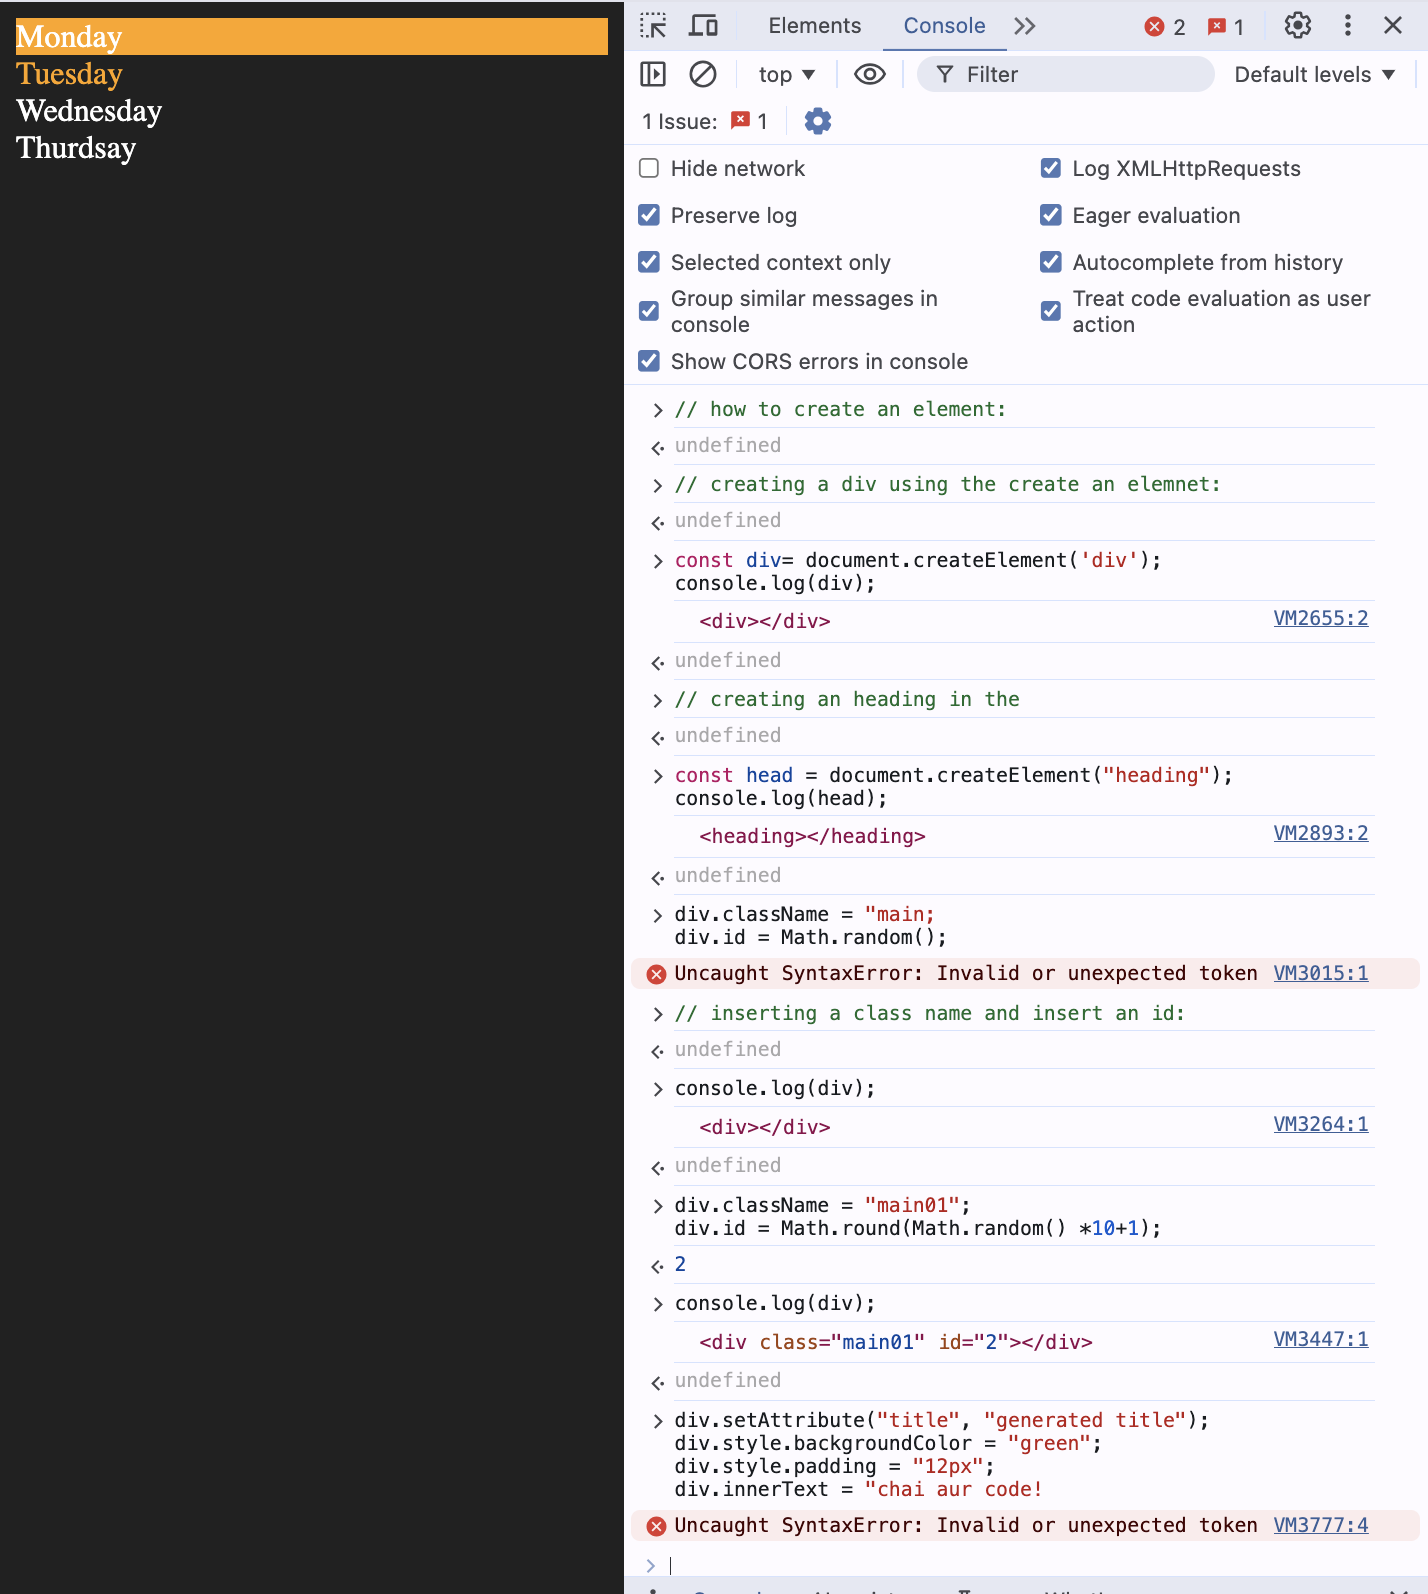 Monday
Tuesday
Wednesday
Thurdsay
Elements
Console
2
1
top
Filter
Default levels
1 Issue:
1
Hide network
Log XMLHttpRequests
Preserve log
Eager evaluation
Selected context only
Autocomplete from history
Group similar messages in
console
Treat code evaluation as user
action
Show CORS errors in console
// how to create an element:
undefined
// creating a div using the create an elemnet:
undefined
const div= document.createElement('div');
console.log(div);
<div></div> VM2655:2
undefined
// creating an heading in the
undefined
const head = document.createElement("heading");
console.log(head);
<heading></heading> VM2893:2
undefined
div.className = "main;
div.id = Math.random();
Uncaught SyntaxError: Invalid or unexpected token VM3015:1
// inserting a class name and insert an id:
undefined
console.log(div);
<div></div> VM3264:1
undefined
div.className = "main01";
div.id = Math.round(Math.random() *10+1);
2
console.log(div);
<div class="main01" id="2"></div> VM3447:1
undefined
div.setAttribute("title", "generated title");
div.style.backgroundColor = "green";
div.style.padding = "12px";
div.innerText = "chai aur code!
Uncaught SyntaxError: Invalid or unexpected token VM3777:4